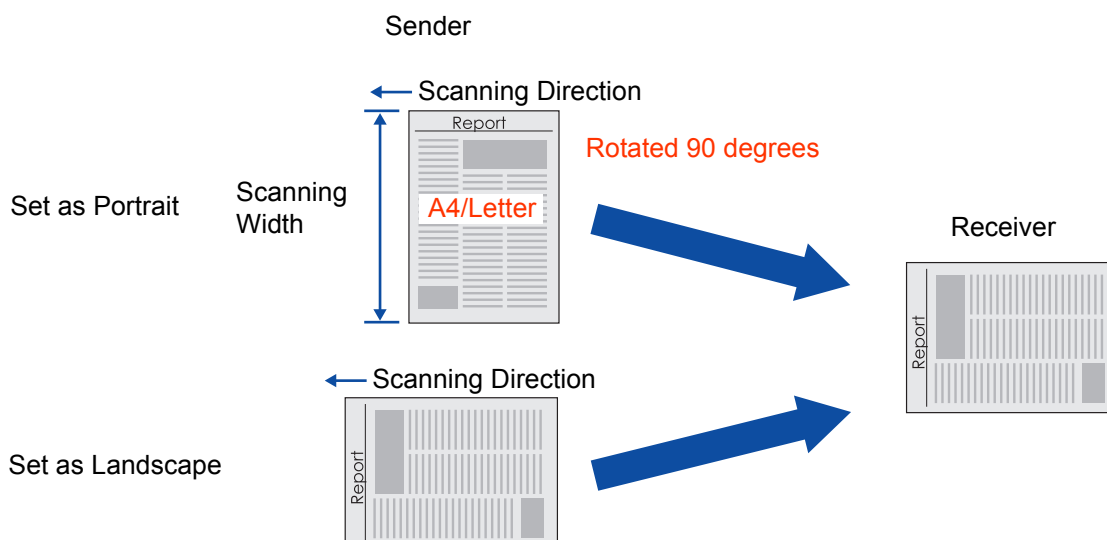 Sender
Scanning Direction
Report
Rotated 90 degrees
Set as Portrait
Scanning
Width
A4/Letter
Receiver
Report
Scanning Direction
Set as Landscape
Report